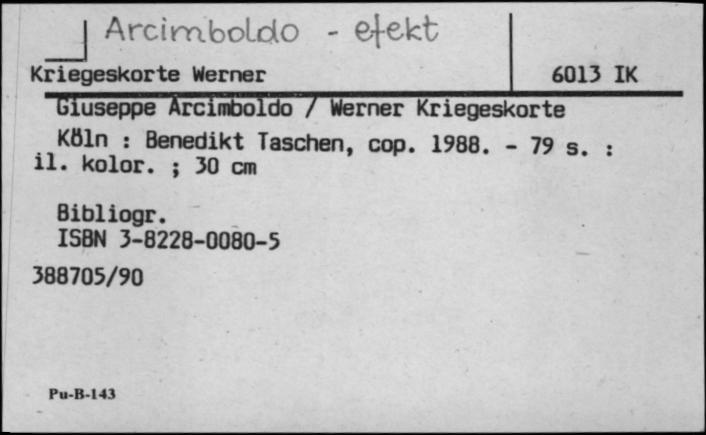 Arcimboldo - efekt
Kriegeskorte Werner 6013 IK
Giuseppe Arcimboldo / Werner Kriegeskorte
Köln : Benedikt Taschen, cop. 1988. - 79 s. :
il. kolor. ; 30 cm
Bibliogr.
ISBN 3-8228-0080-5
388705/90
Pu-B-143